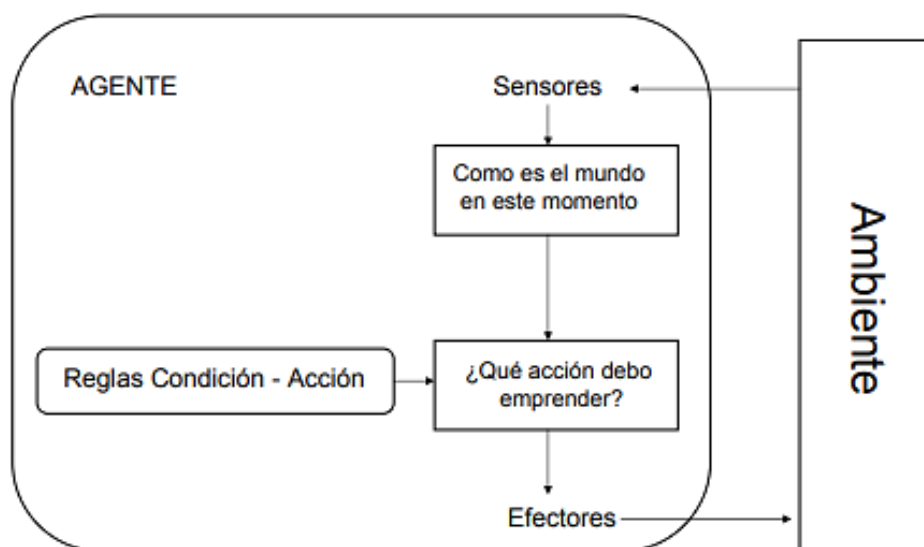 AGENTE
Sensores
Como es el mundo
en este momento
Reglas Condición - Acción
¿Qué acción debo
emprender?
Efectores
Ambiente